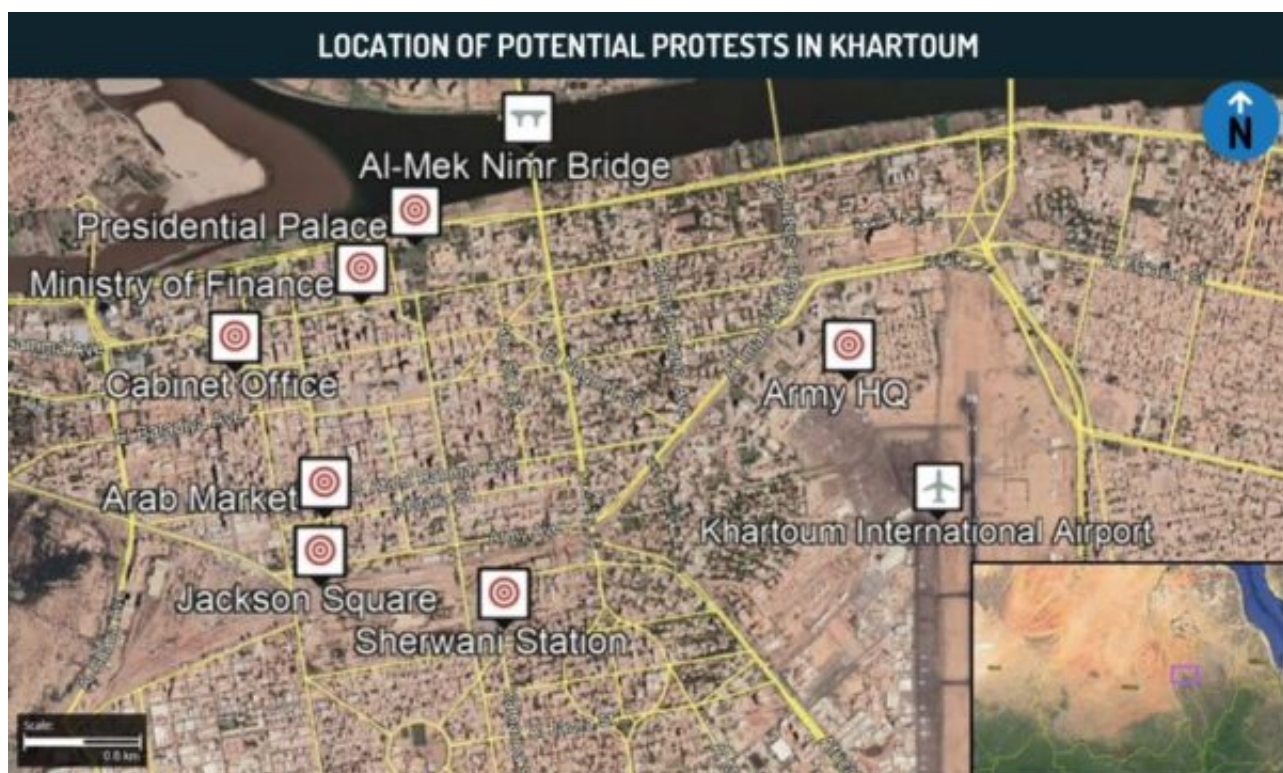 LOCATION OF POTENTIAL PROTESTS IN KHARTOUM
N
Al-Mek Nimr Bridge
Presidential Palace
Ministry of Finance
Cabinet Office
Army HQ
Arab Market
Khartoum International Airport
Jackson Square
Sherwani Station
Scale:
0.6 km